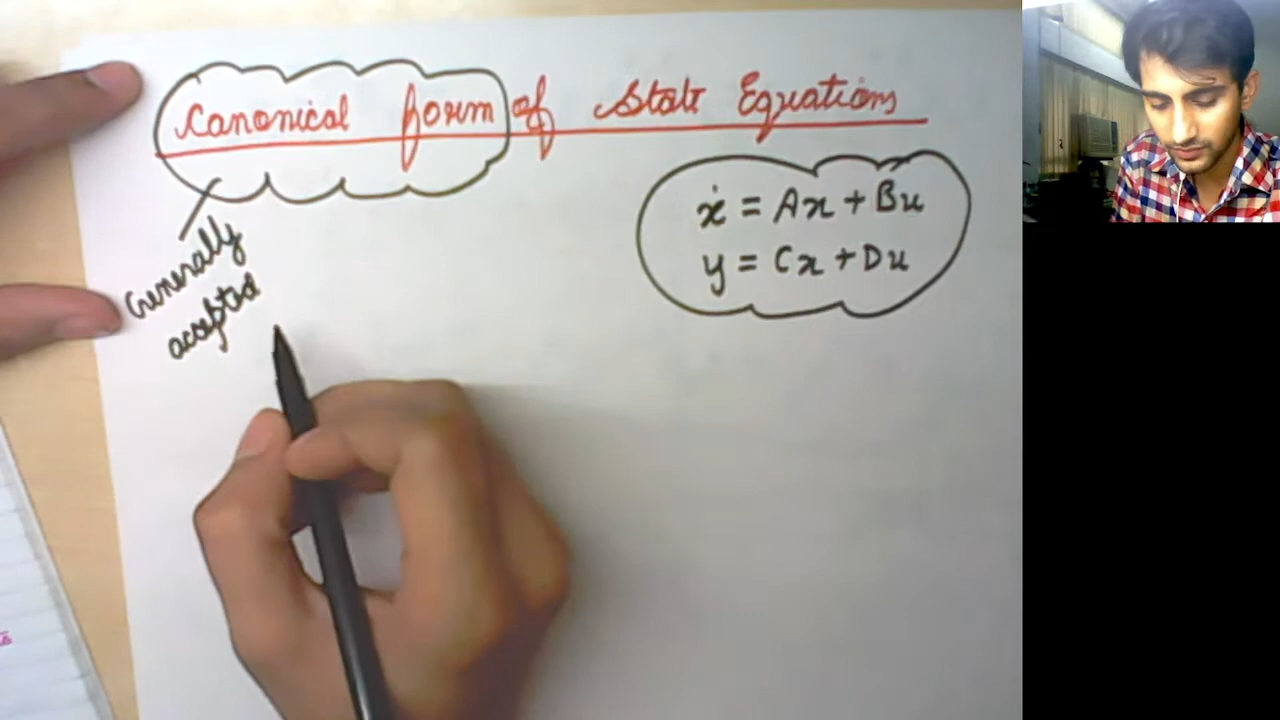 Canonical form of State Equations
ẋ = Ax + Bu
y = Cx + Du
Generally
accepted